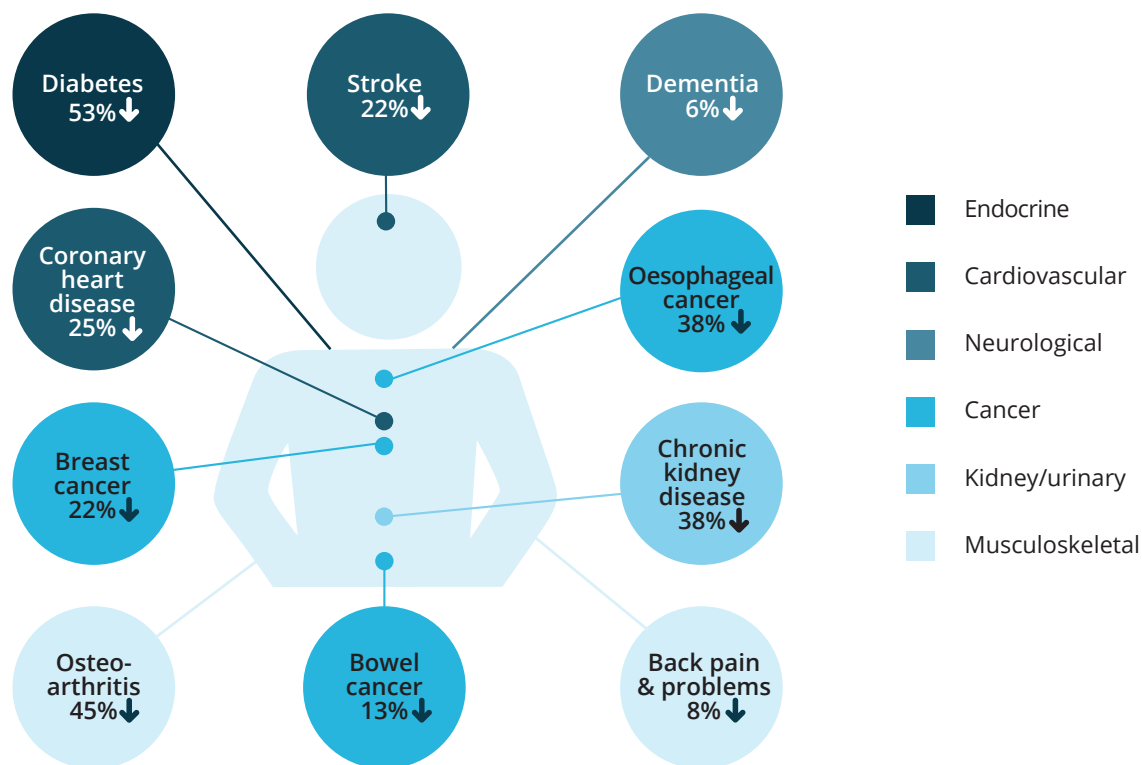 Diabetes
53%
Stroke
22%
Dementia
6%
Coronary
heart
disease
25%
Oesophageal
cancer
38%
Breast
cancer
22%
Chronic
kidney
disease
38%
Osteo-
arthritis
45%
Bowel
cancer
13%
Back pain
& problems
8%
Endocrine
Cardiovascular
Neurological
Cancer
Kidney/urinary
Musculoskeletal